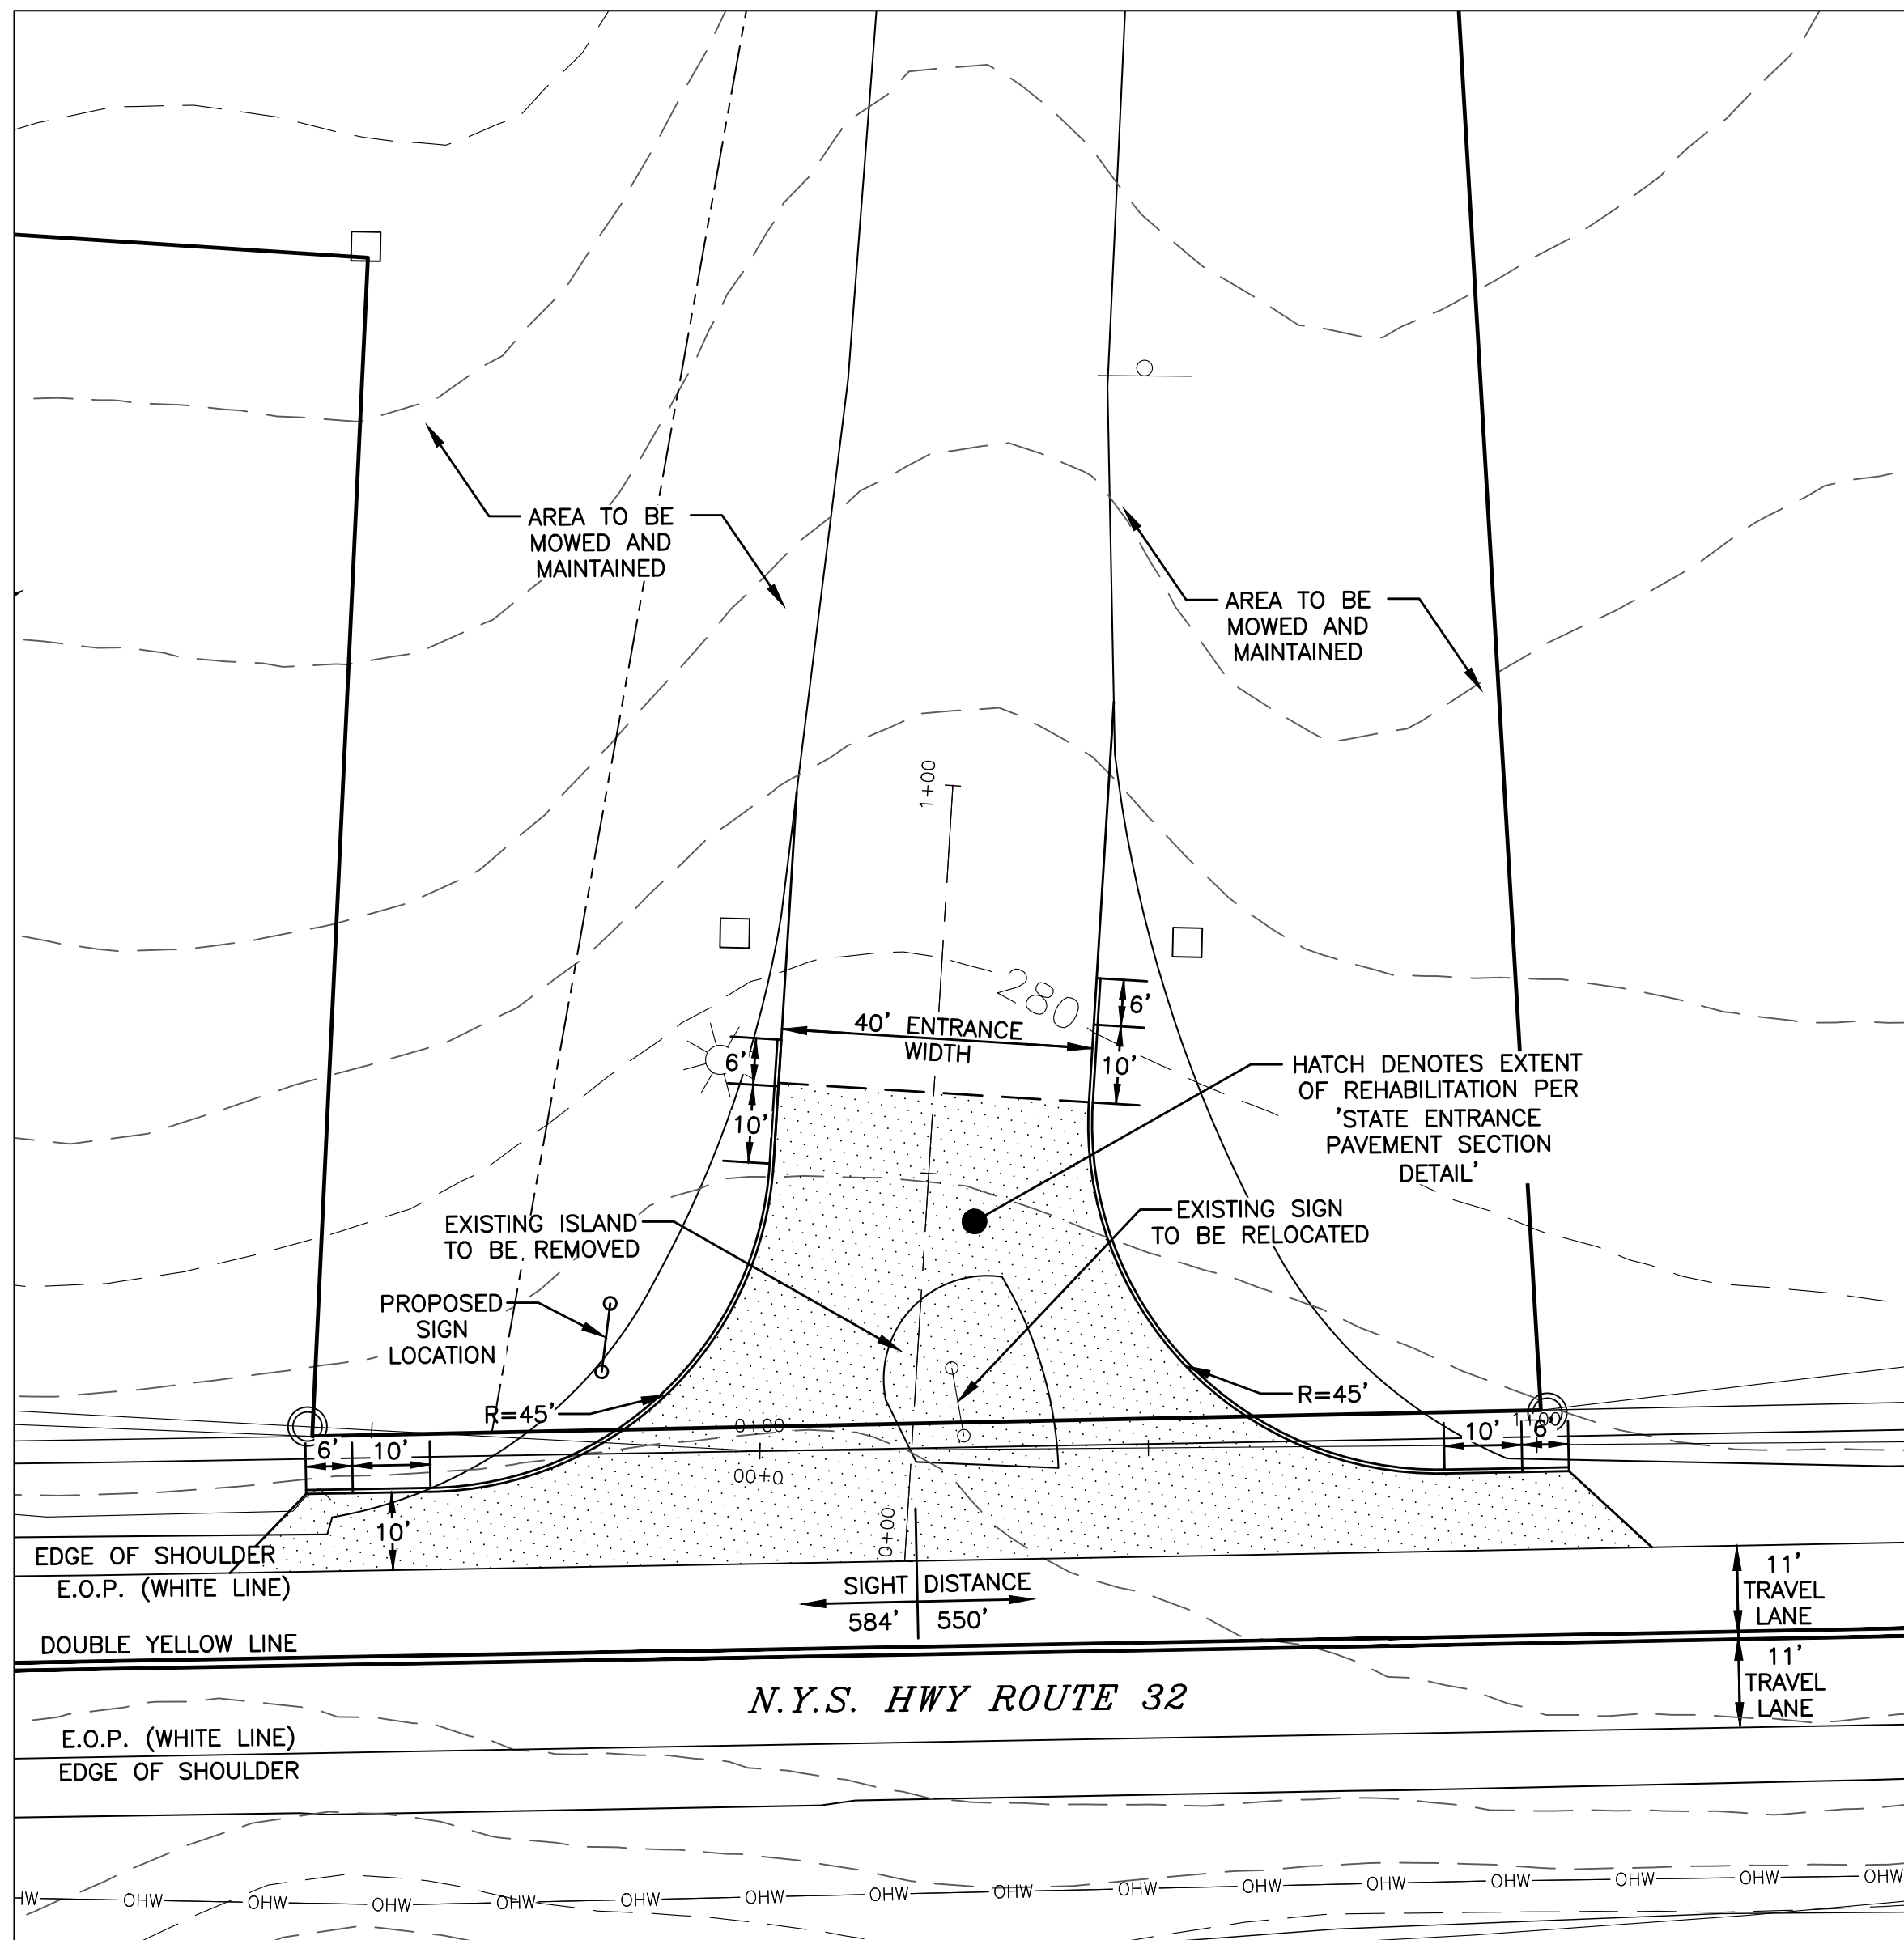 AREA TO BE
MOWED AND
MAINTAINED
AREA TO BE
MOWED AND
MAINTAINED
1+00
280
6'
10'
40' ENTRANCE
WIDTH
6'
10'
HATCH DENOTES EXTENT
OF REHABILITATION PER
'STATE ENTRANCE
PAVEMENT SECTION
DETAIL'
EXISTING ISLAND
TO BE REMOVED
EXISTING SIGN
TO BE RELOCATED
PROPOSED
SIGN
LOCATION
R=45'
R=45'
0+00
1+00
6'
10'
10'
6'
0+00
10'
0+00
EDGE OF SHOULDER
E.O.P. (WHITE LINE)
SIGHT DISTANCE
584' 550'
11'
TRAVEL
LANE
DOUBLE YELLOW LINE
11'
TRAVEL
LANE
N.Y.S. HWY ROUTE 32
E.O.P. (WHITE LINE)
EDGE OF SHOULDER
HW OHW OHW OHW OHW OHW OHW OHW OHW OHW OHW OHW OHW OHW OHW OHW